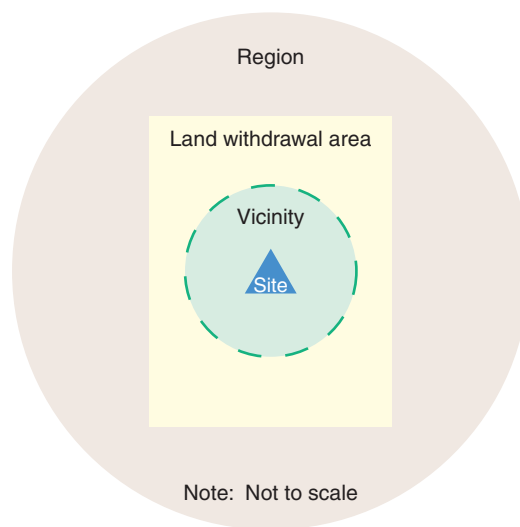 Region
Land withdrawal area
Vicinity
Site
Note: Not to scale